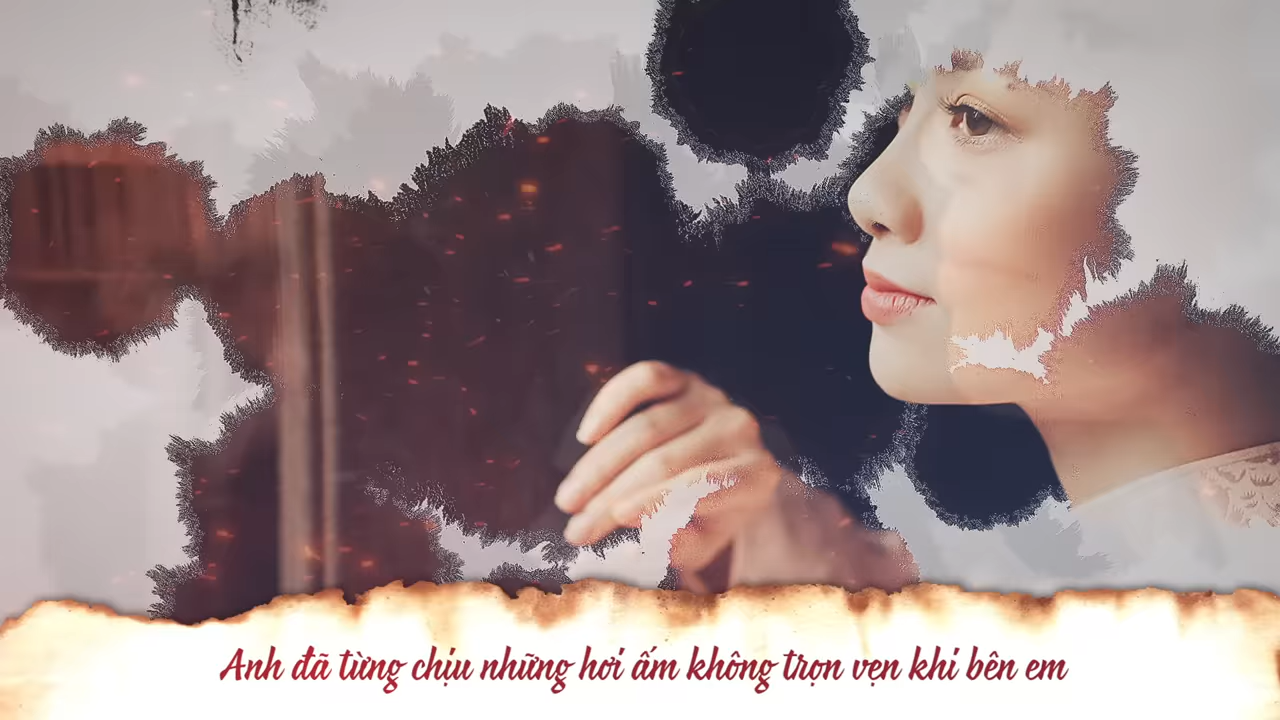 Anh đã từng chịu những hơi ấm không trọn vẹn khi bên em